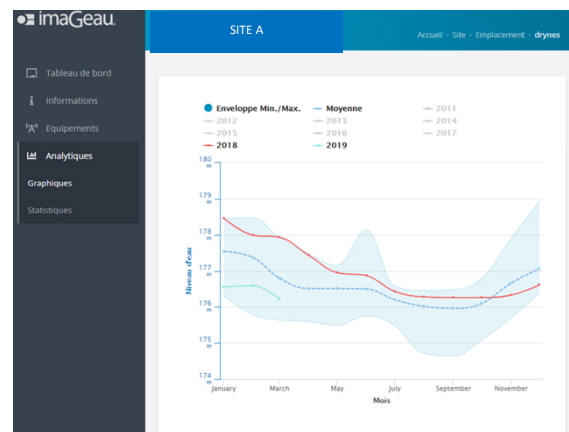 imaGeau.
SITE A
Accueil - Site - Emplacement - drynes
Tableau de bord
Informations
Equipements
Analytiques
Graphiques
Statistiques
Enveloppe Min./Max. Moyenne 2011
2012 2013 2014
2015 2016 2017
2018 2019
180
m
179
m
178
m
177
m
176
m
175
m
174
m
Niveau d'eau
January March May July September November
Mois